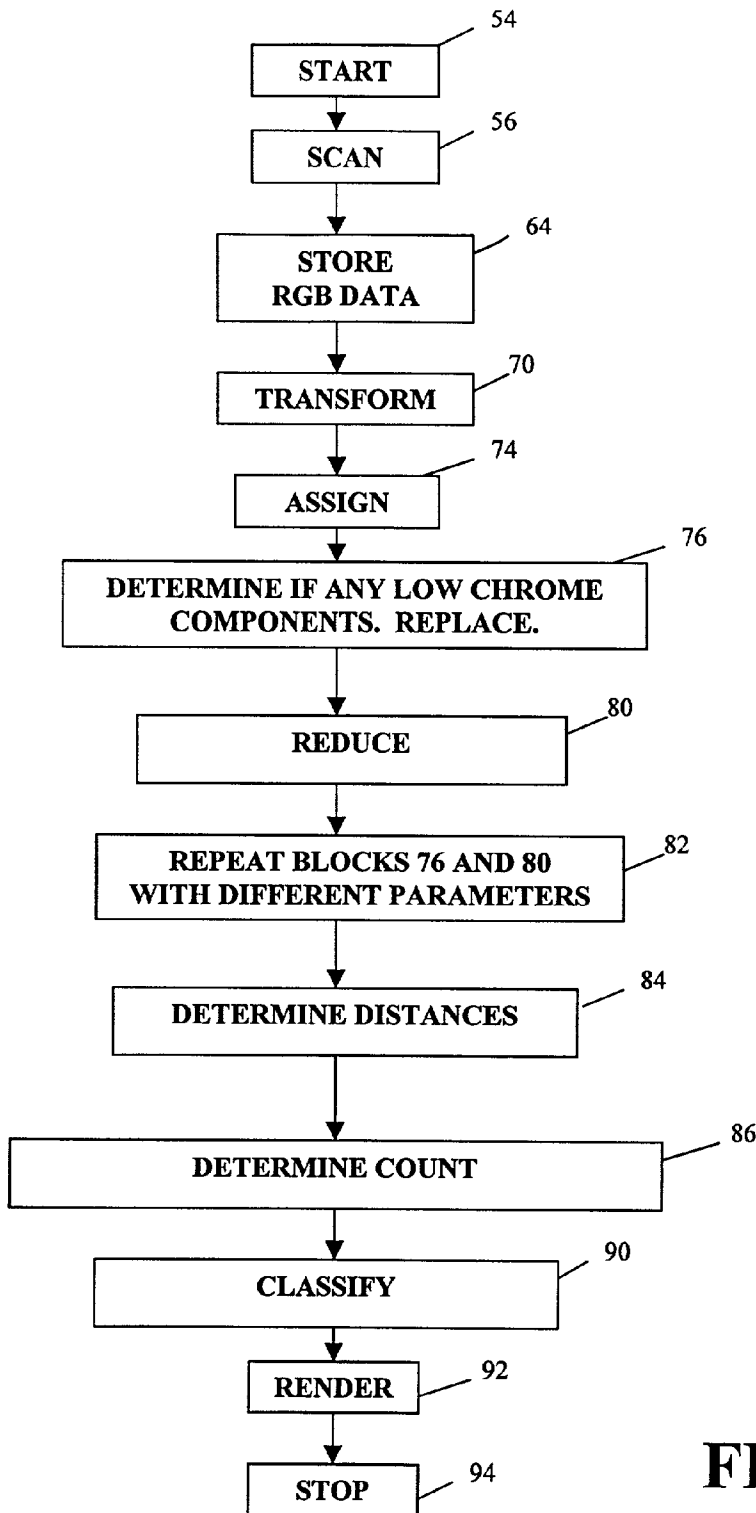 54
START
56
SCAN
64
STORE
RGB DATA
70
TRANSFORM
74
ASSIGN
76
DETERMINE IF ANY LOW CHROME
COMPONENTS. REPLACE.
80
REDUCE
82
REPEAT BLOCKS 76 AND 80
WITH DIFFERENT PARAMETERS
84
DETERMINE DISTANCES
86
DETERMINE COUNT
90
CLASSIFY
92
RENDER
94
STOP